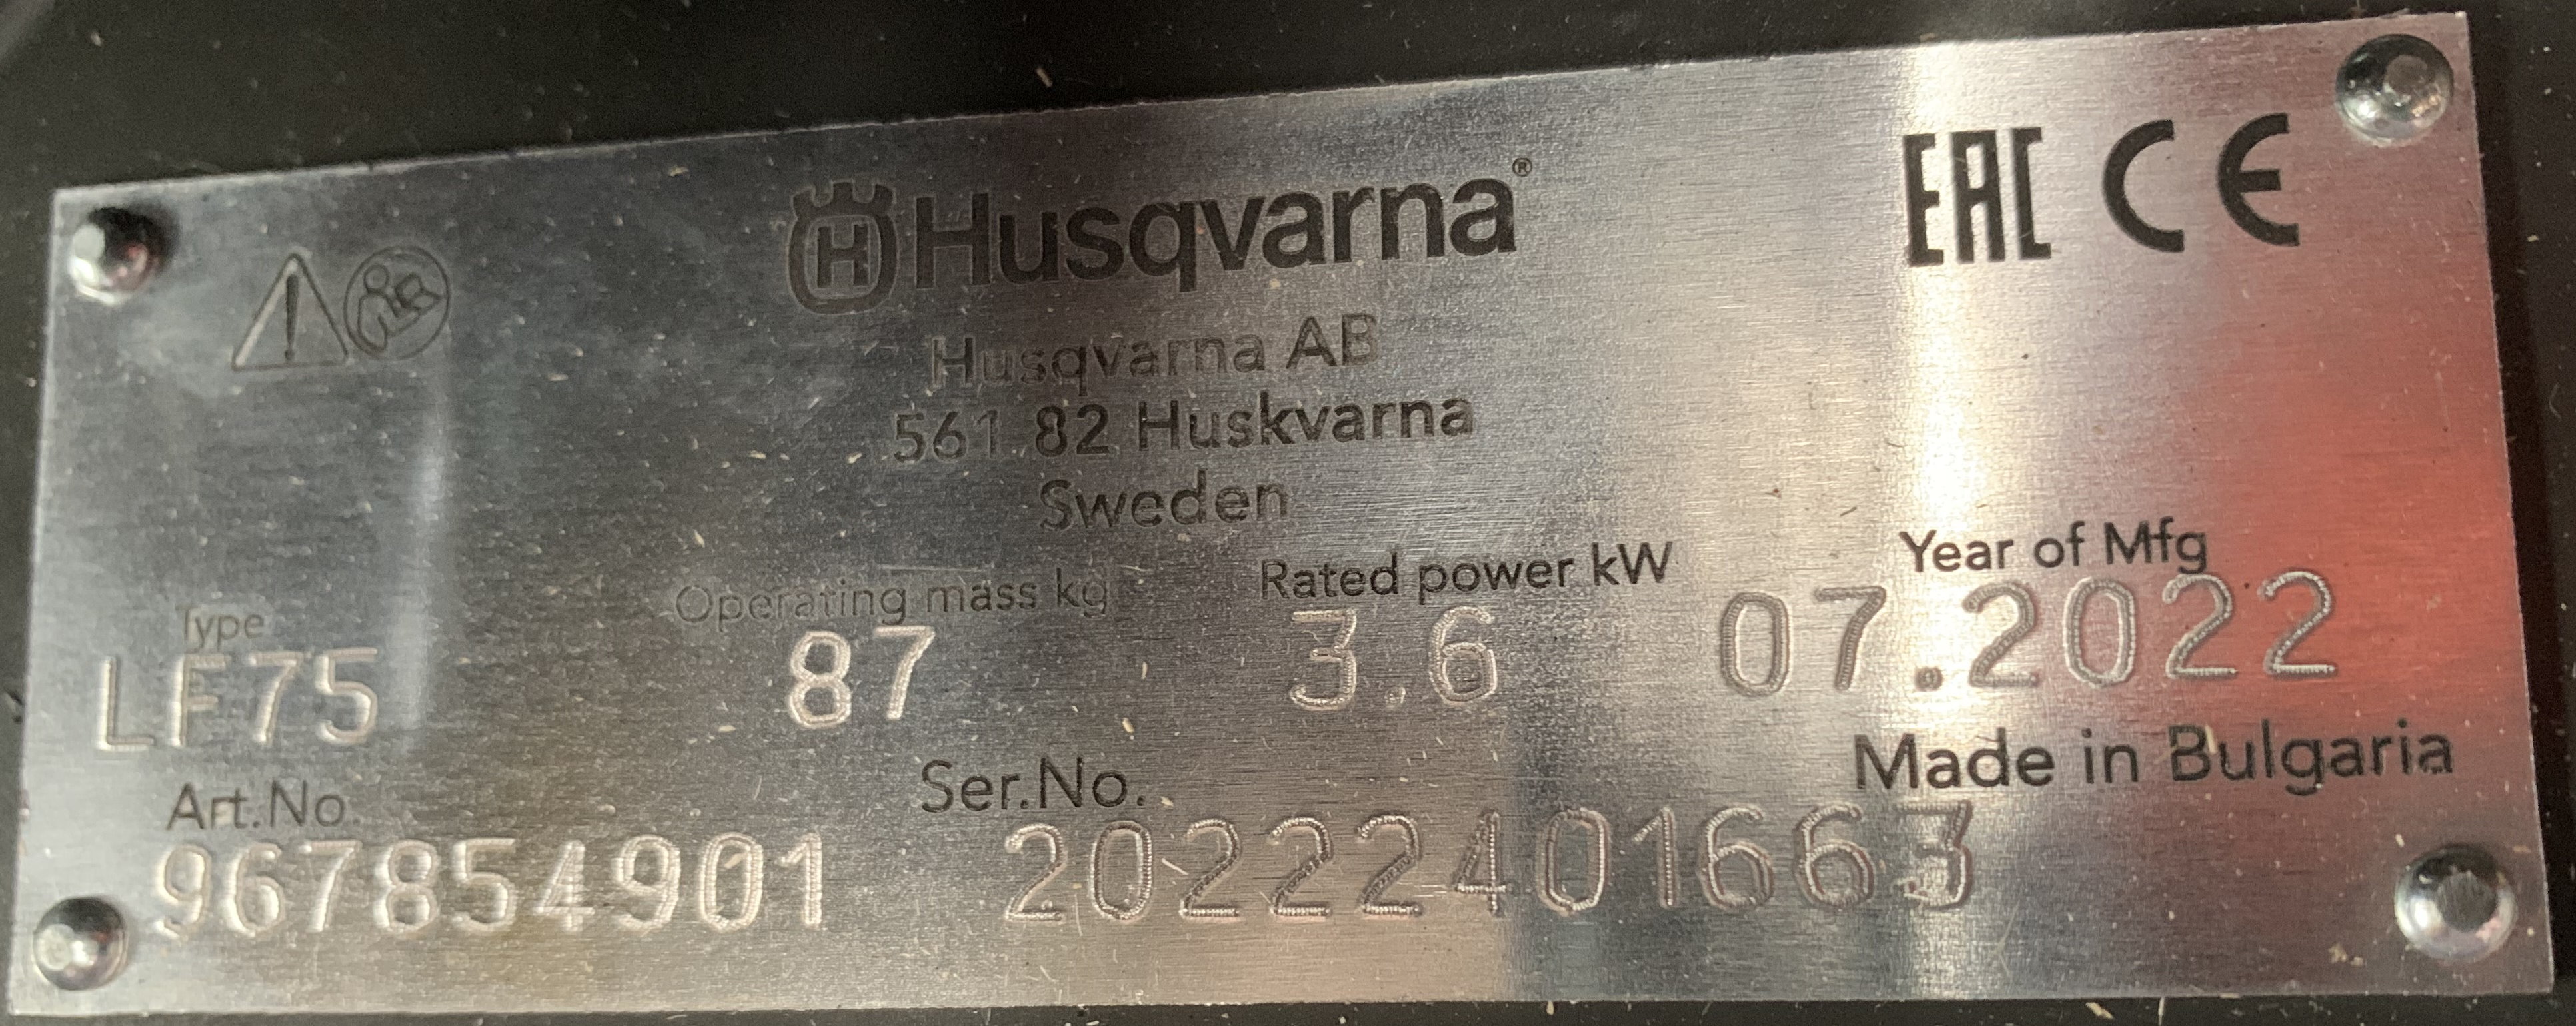 Husqvarna®
EAC CE
Husqvarna AB
561 82 Huskvarna
Sweden
Type
Operating mass kg
Rated power kW
Year of Mfg
LF75
87
3.6
07.2022
Made in Bulgaria
Art.No.
Ser.No.
967854901
20222401663